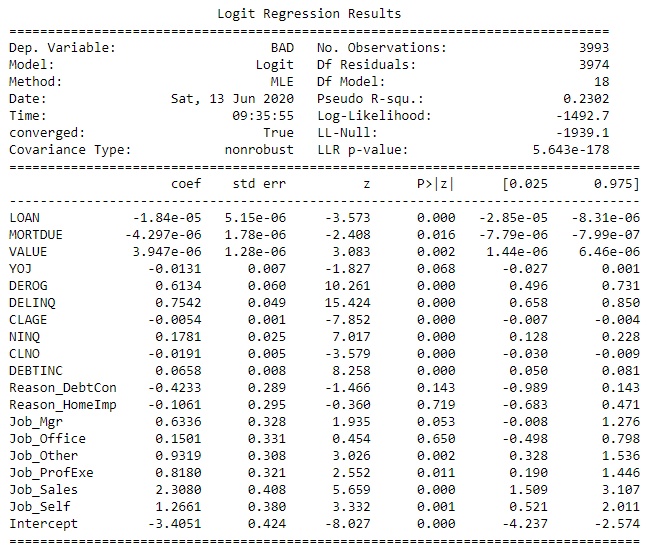 Logit Regression Results
==============================================================================
Dep. Variable: BAD No. Observations: 3993
Model: Logit Df Residuals: 3974
Method: MLE Df Model: 18
Date: Sat, 13 Jun 2020 Pseudo R-squ.: 0.2302
Time: 09:35:55 Log-Likelihood: -1492.7
converged: True LL-Null: -1939.1
Covariance Type: nonrobust LLR p-value: 5.643e-178
==================================================================================
coef std err z P>|z| [0.025 0.975]
----------------------------------------------------------------------------------
LOAN -1.84e-05 5.15e-06 -3.573 0.000 -2.85e-05 -8.31e-06
MORTDUE -4.297e-06 1.78e-06 -2.408 0.016 -7.79e-06 -7.99e-07
VALUE 3.947e-06 1.28e-06 3.083 0.002 1.44e-06 6.46e-06
YOJ -0.0131 0.007 -1.827 0.068 -0.027 0.001
DEROG 0.6134 0.060 10.261 0.000 0.496 0.731
DELINQ 0.7542 0.049 15.424 0.000 0.658 0.850
CLAGE -0.0054 0.001 -7.852 0.000 -0.007 -0.004
NINQ 0.1781 0.025 7.017 0.000 0.128 0.228
CLNO -0.0191 0.005 -3.579 0.000 -0.030 -0.009
DEBTINC 0.0658 0.008 8.258 0.000 0.050 0.081
Reason_DebtCon -0.4233 0.289 -1.466 0.143 -0.989 0.143
Reason_HomeImp -0.1061 0.295 -0.360 0.719 -0.683 0.471
Job_Mgr 0.6336 0.328 1.935 0.053 -0.008 1.276
Job_Office 0.1501 0.331 0.454 0.650 -0.498 0.798
Job_Other 0.9319 0.308 3.026 0.002 0.328 1.536
Job_ProfExe 0.8180 0.321 2.552 0.011 0.190 1.446
Job_Sales 2.3080 0.408 5.659 0.000 1.509 3.107
Job_Self 1.2661 0.380 3.332 0.001 0.521 2.011
Intercept -3.4051 0.424 -8.027 0.000 -4.237 -2.574
==================================================================================